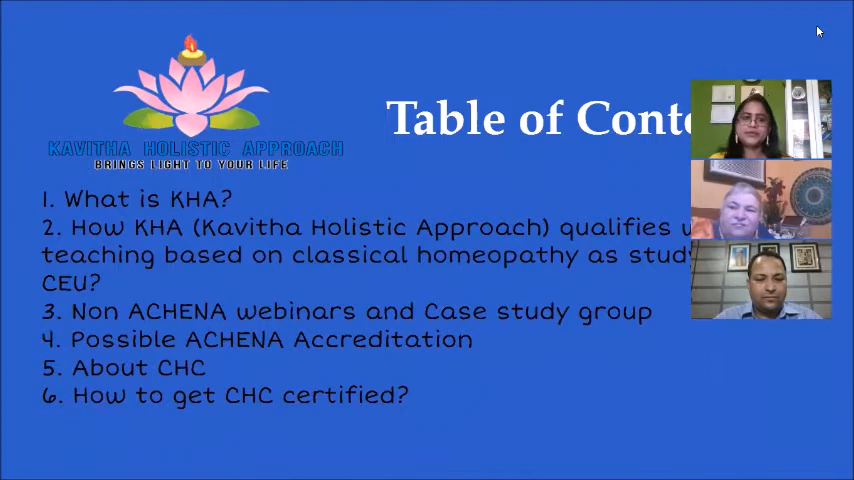 KAVITHA HOLISTIC APPROACH
BRINGS LIGHT TO YOUR LIFE
Table of
1. What is KHA?
2. How KHA (Kavitha Holistic Approach) qualifies
teaching based on classical homeopathy as
CEU?
3. Non ACHENA webinars and Case study group
4. Possible ACHENA Accreditation
5. About CHC
6. How to get CHC certified?